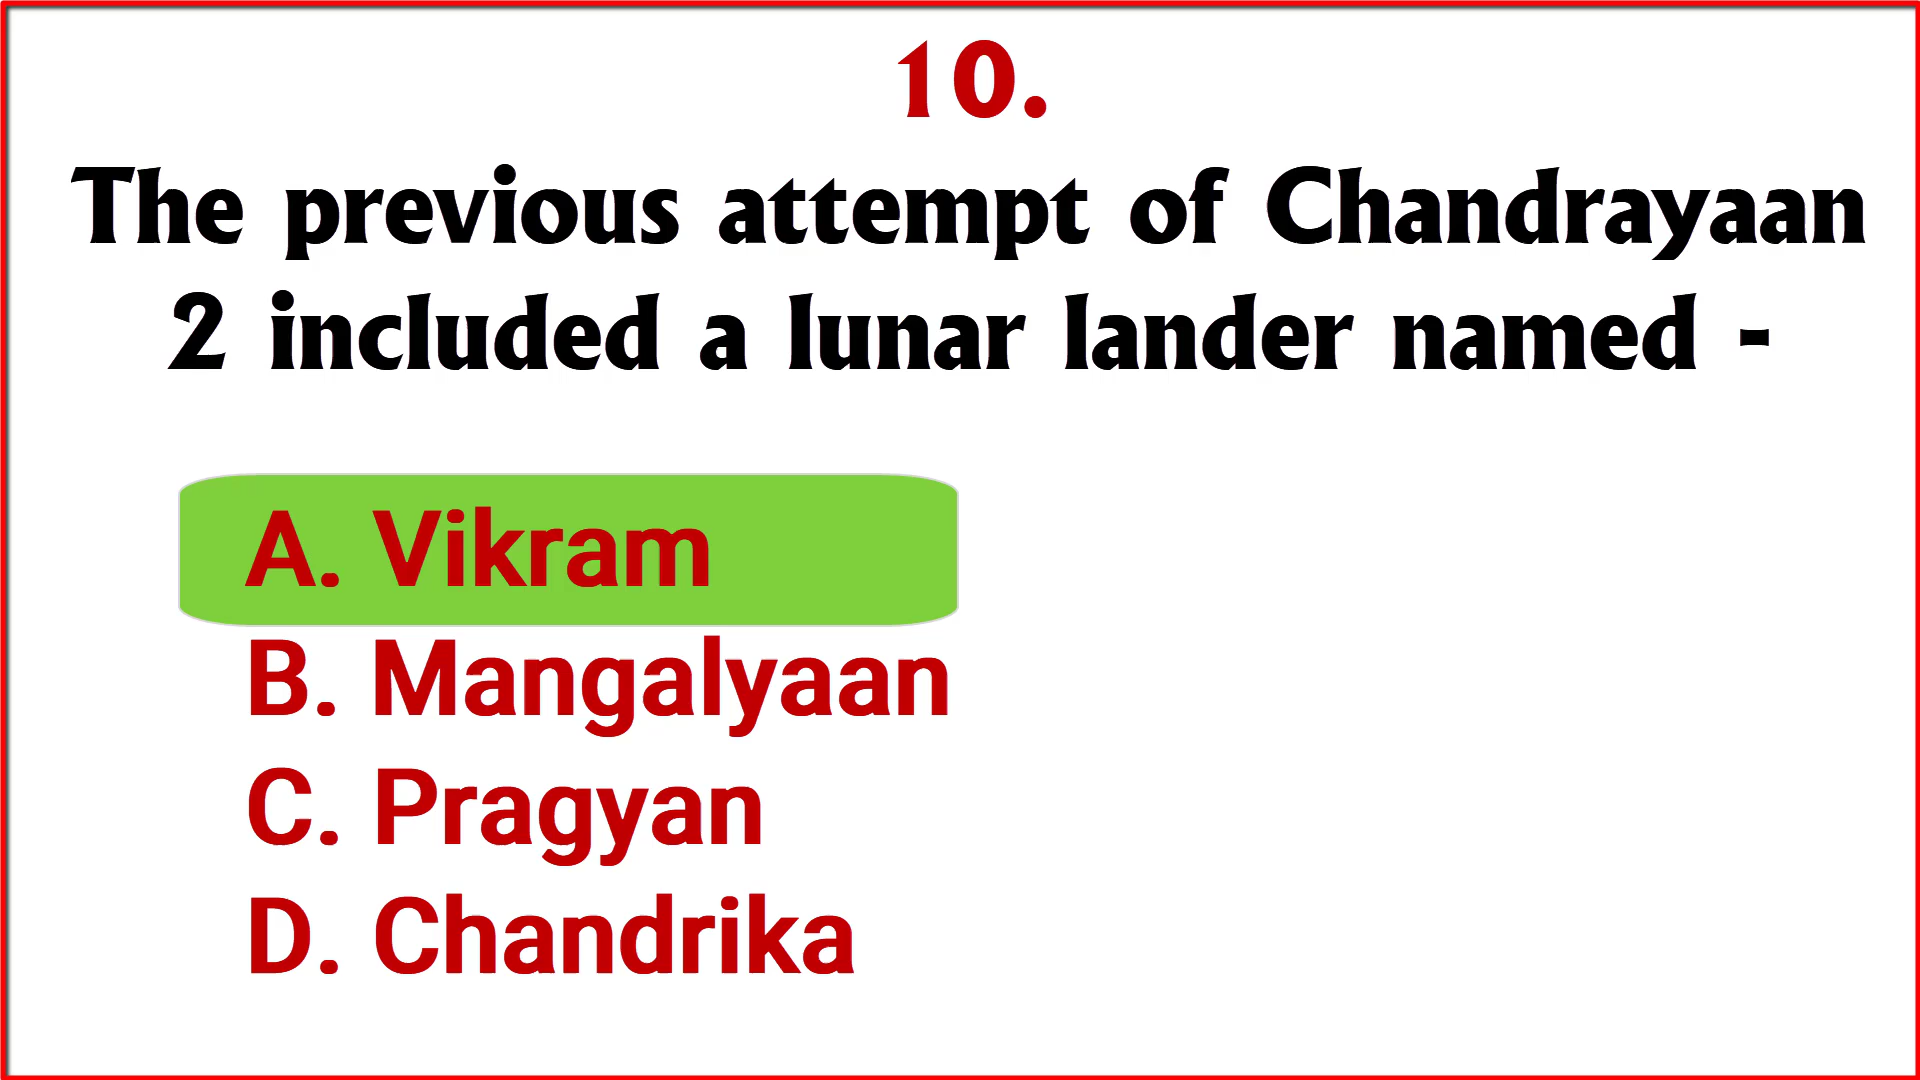 10.
The previous attempt of Chandrayaan
2 included a lunar lander named -
A. Vikram
B. Mangalyaan
C. Pragyan
D. Chandrika